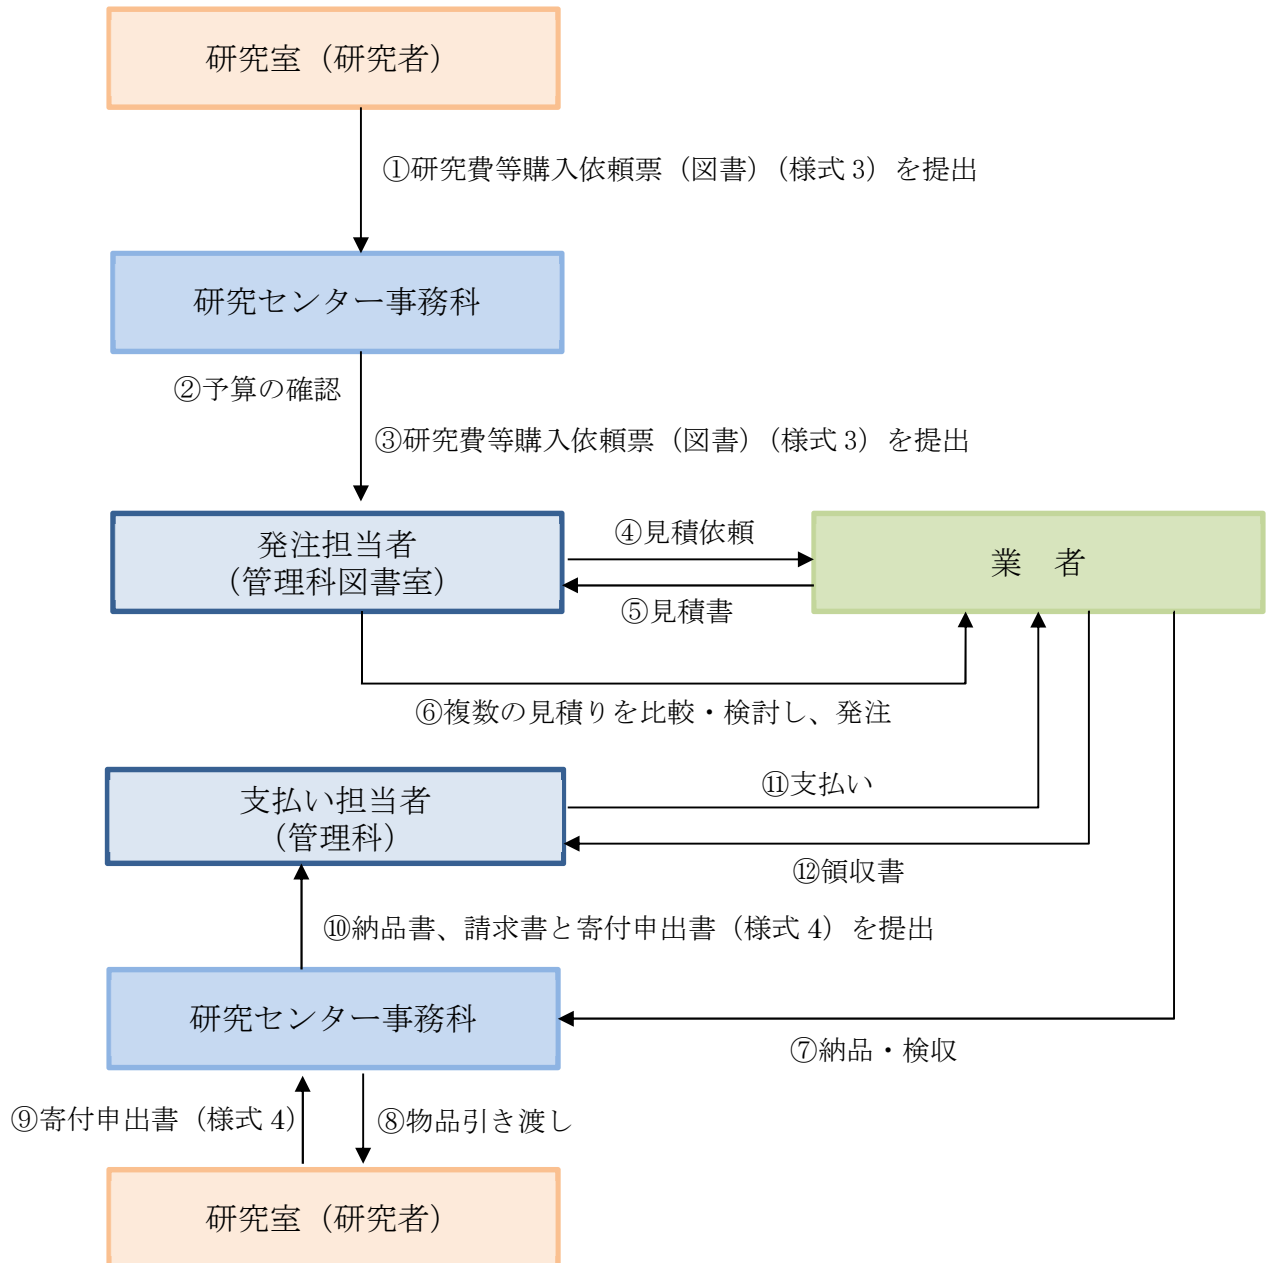 研究室（研究者）
①研究費等購入依頼票（図書）（様式 3）を提出
研究センター事務科
②予算の確認
③研究費等購入依頼票（図書）（様式 3）を提出
発注担当者
（管理科図書室）
④見積依頼
業　者
⑤見積書
⑥複数の見積りを比較・検討し、発注
支払い担当者
（管理科）
⑪支払い
⑫領収書
⑩納品書、請求書と寄付申出書（様式 4）を提出
研究センター事務科
⑦納品・検収
⑨寄付申出書（様式 4）
⑧物品引き渡し
研究室（研究者）